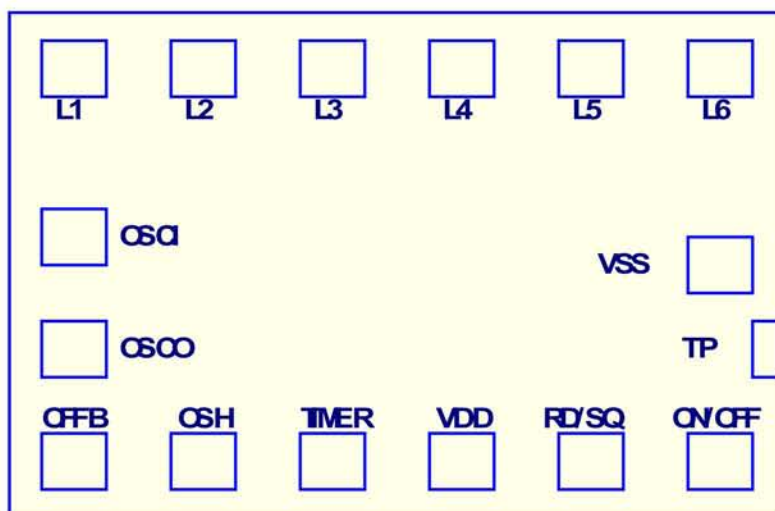 L1 L2 L3 L4 L5 L6
OSCI
VSS
OSCO TP
OFFB OSH TIMER VDD RD/SQ ON/OFF